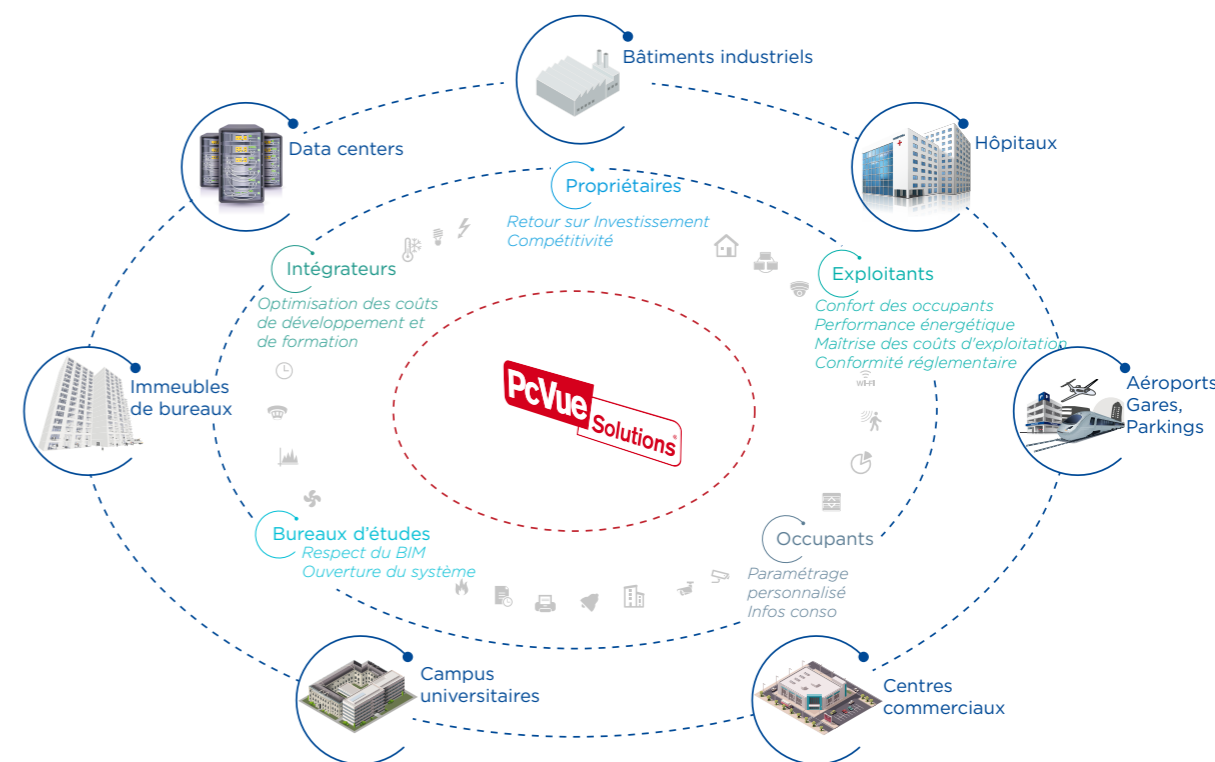 Bâtiments industriels
Data centers
Hôpitaux
Propriétaires
Retour sur Investissement
Compétitivité
Intégrateurs
Optimisation des coûts
de développement et
de formation
Exploitants
Confort des occupants
Performance énergétique
Maîtrise des coûts d'exploitation
Conformité réglementaire
WI-FI
Immeubles
de bureaux
PcVue
Solutions®
Aéroports
Gares,
Parkings
Bureaux d'études
Respect du BIM
Ouverture du système
Occupants
Paramétrage
personnalisé
Infos conso
Campus
universitaires
Centres
commerciaux